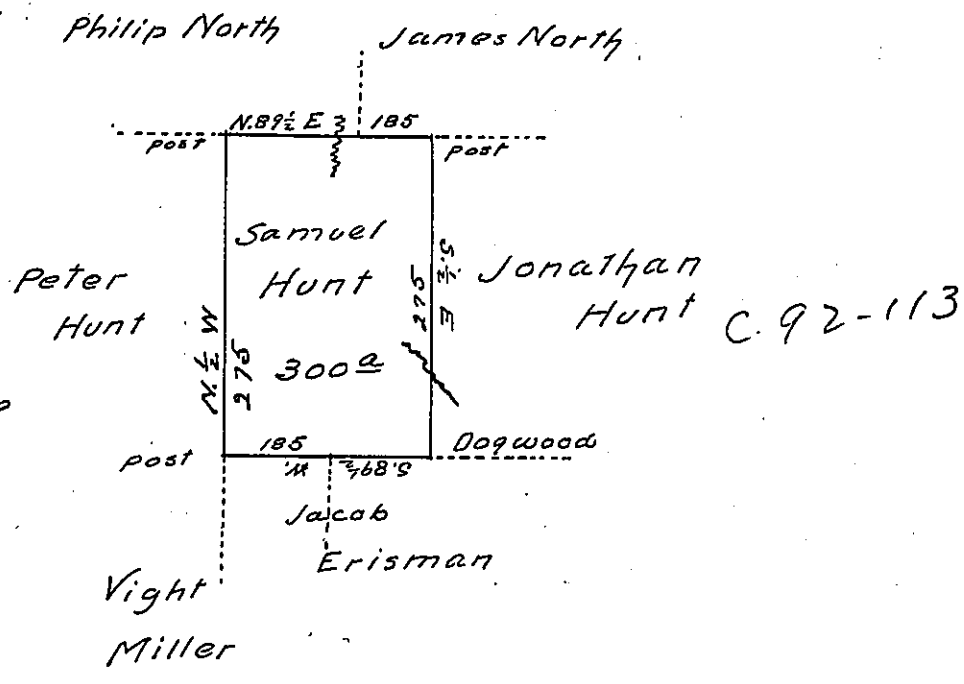 Philip North
James North
N.89½ E 185
post
post
Samuel
Hunt
300 a
Peter
Hunt
N.½ W
275
S.½ E
275
Jonathan
Hunt
C.92-113
post
185
S.89½ W.
Dogwood
Jacob
Erisman
Vight
Miller